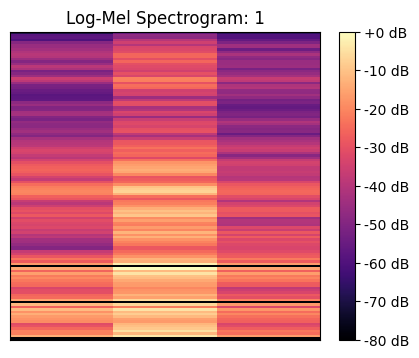 Log-Mel Spectrogram: 1
+0 dB
-10 dB
-20 dB
-30 dB
-40 dB
-50 dB
-60 dB
-70 dB
-80 dB